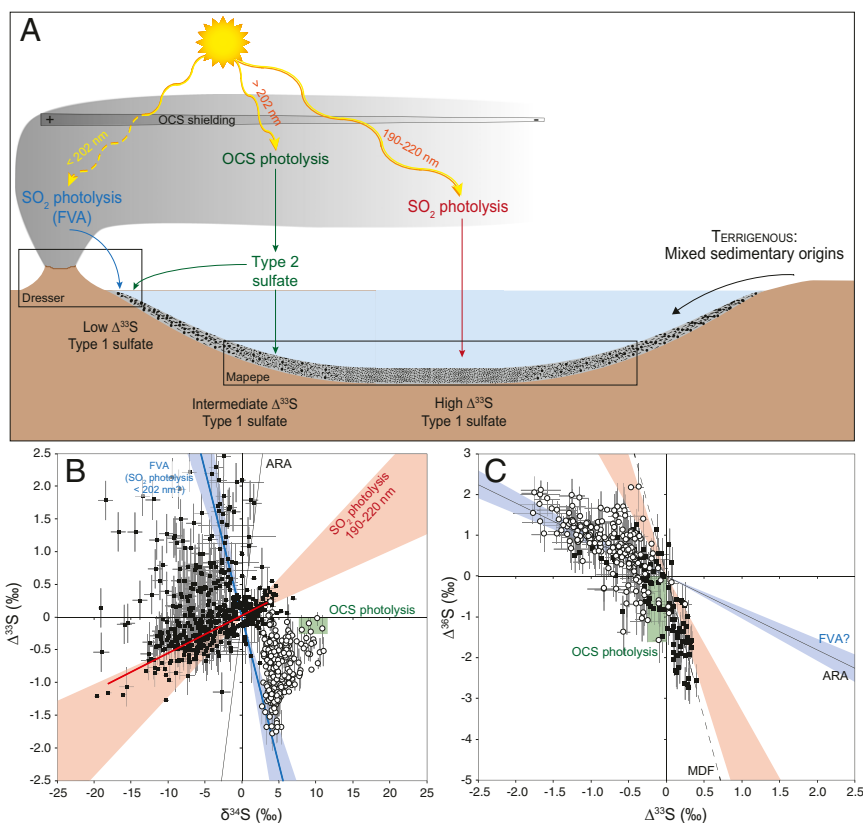 A
+
OCS shielding
-
< 202 nm
> 202 nm
190-220 nm
OCS photolysis
SO2 photolysis
(FVA)
SO2 photolysis
Type 2
sulfate
TERRIGENOUS:
Mixed sedimentary origins
Dresser
Low Δ33S
Type 1 sulfate
Mapepe
Intermediate Δ33S
Type 1 sulfate
High Δ33S
Type 1 sulfate
B
FVA
(SO2 photolysis
< 202 nm?)
ARA
SO2 photolysis
190-220 nm
OCS photolysis
Δ33S (‰)
2.5
2.0
1.5
1.0
0.5
0
-0.5
-1.0
-1.5
-2.0
-2.5
-25
-20
-15
-10
-5
0
5
10
15
20
25
δ34S (‰)
C
Δ36S (‰)
3
2
1
0
-1
-2
-3
-4
-5
OCS photolysis
FVA?
ARA
MDF
-2.5
-2.0
-1.5
-1.0
-0.5
0
0.5
1.0
1.5
2.0
2.5
Δ33S (‰)